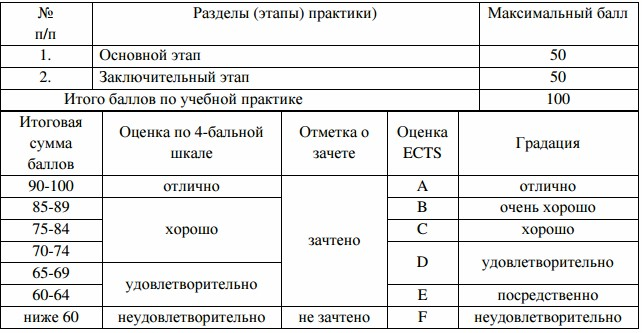 № п/п Разделы (этапы) практики) Максимальный балл
1. Основной этап 50
2. Заключительный этап 50
Итого баллов по учебной практике 100
Итоговая сумма баллов Оценка по 4-бальной шкале Отметка о зачете Оценка ECTS Градация
90-100 отлично зачтено A отлично
85-89 хорошо B очень хорошо
75-84 C хорошо
70-74 D удовлетворительно
65-69 удовлетворительно
60-64 E посредственно
ниже 60 неудовлетворительно не зачтено F неудовлетворительно